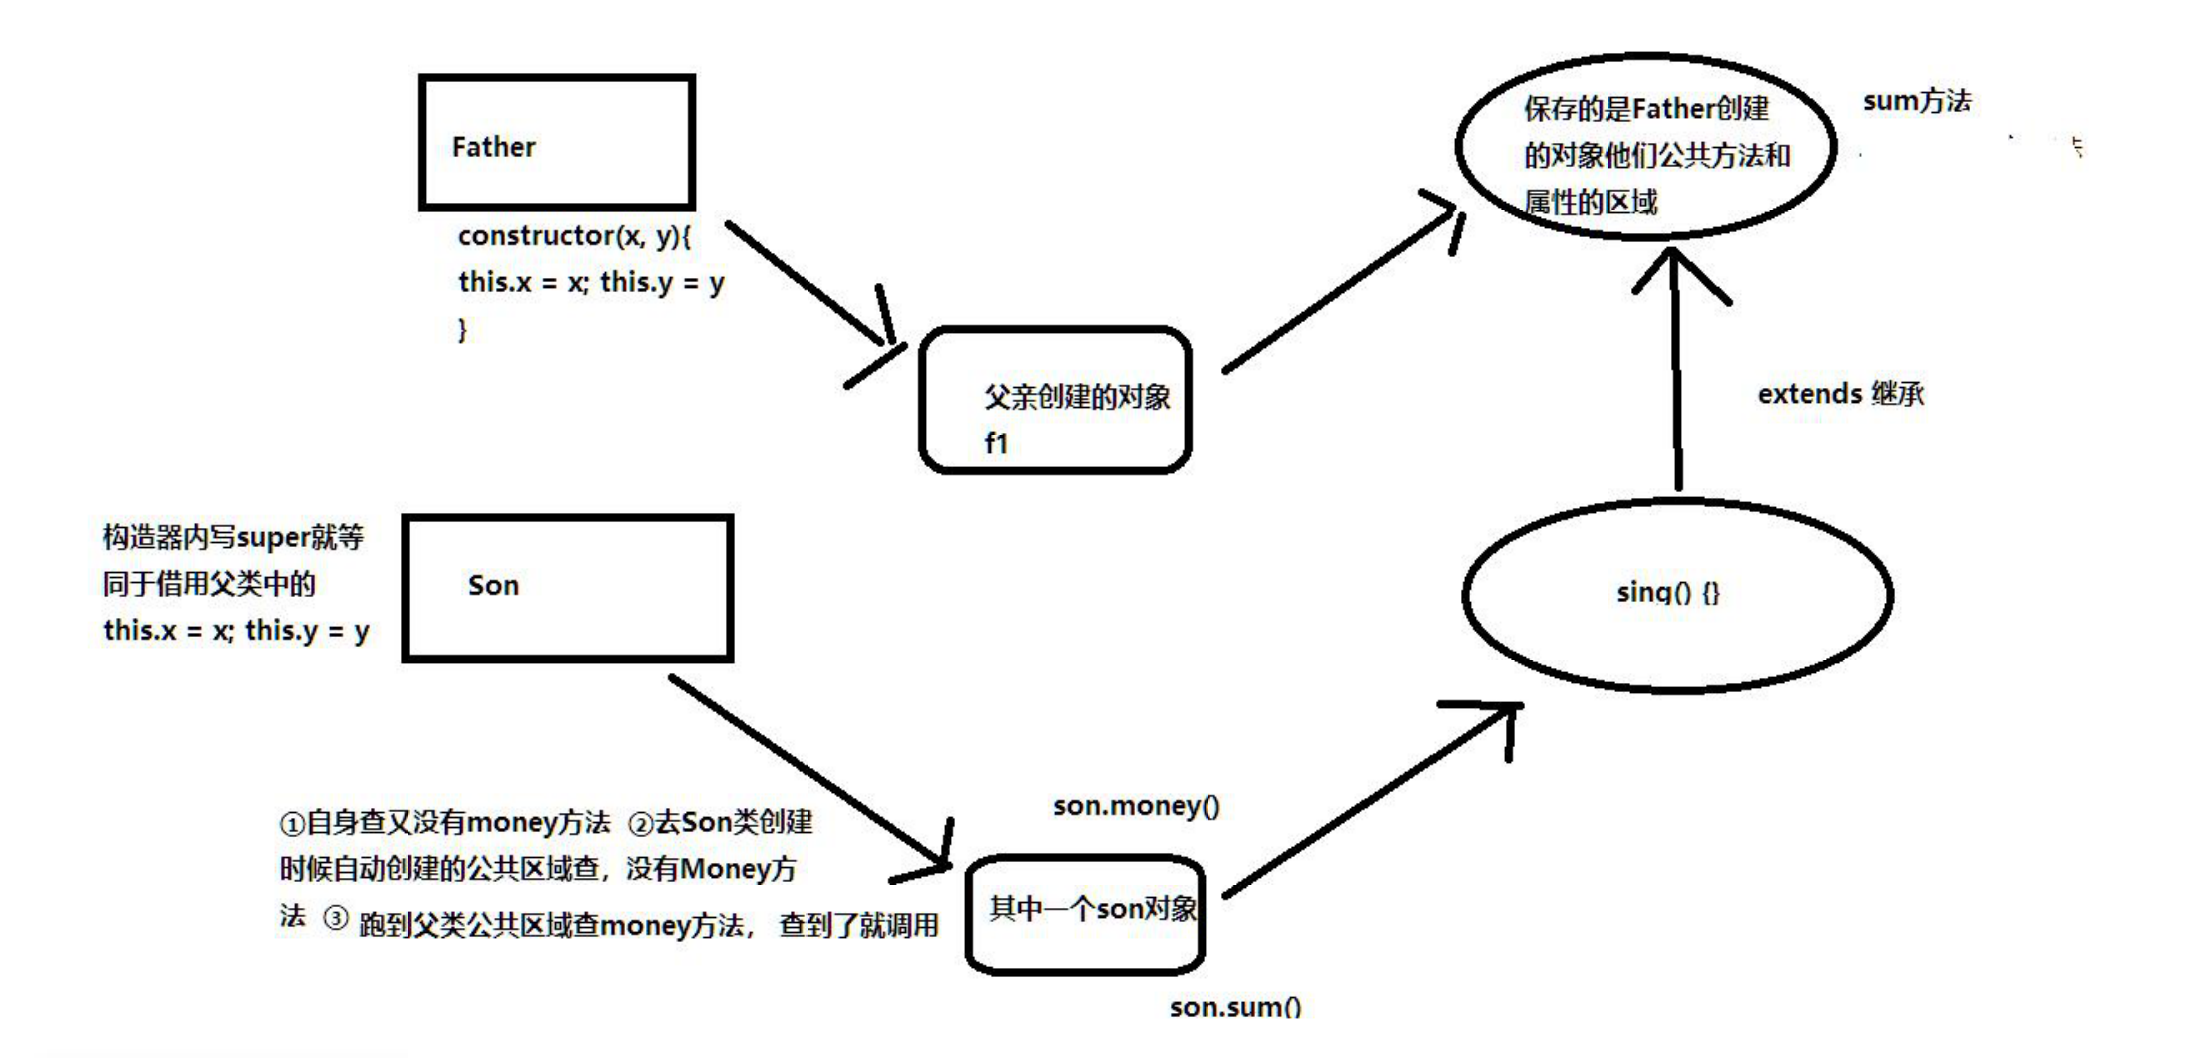 Father
constructor(x, y){
this.x = x; this.y = y
}
保存的是Father创建
的对象他们公共方法和
属性的区域
sum方法
父亲创建的对象
f1
extends 继承
构造器内写super就等
同于借用父类中的
this.x = x; this.y = y
Son
sing() {}
①自身查又没有money方法 ②去Son类创建
时候自动创建的公共区域查，没有Money方
法 ③ 跑到父类公共区域查money方法， 查到了就调用
son.money()
其中一个son对象
son.sum()